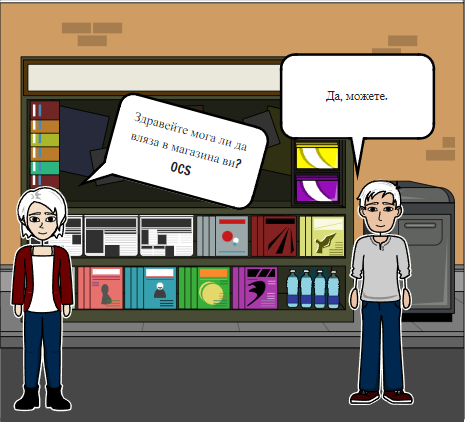 Здравейте мога ли да
вляза в магазина ви?
OCS
Да, можете.